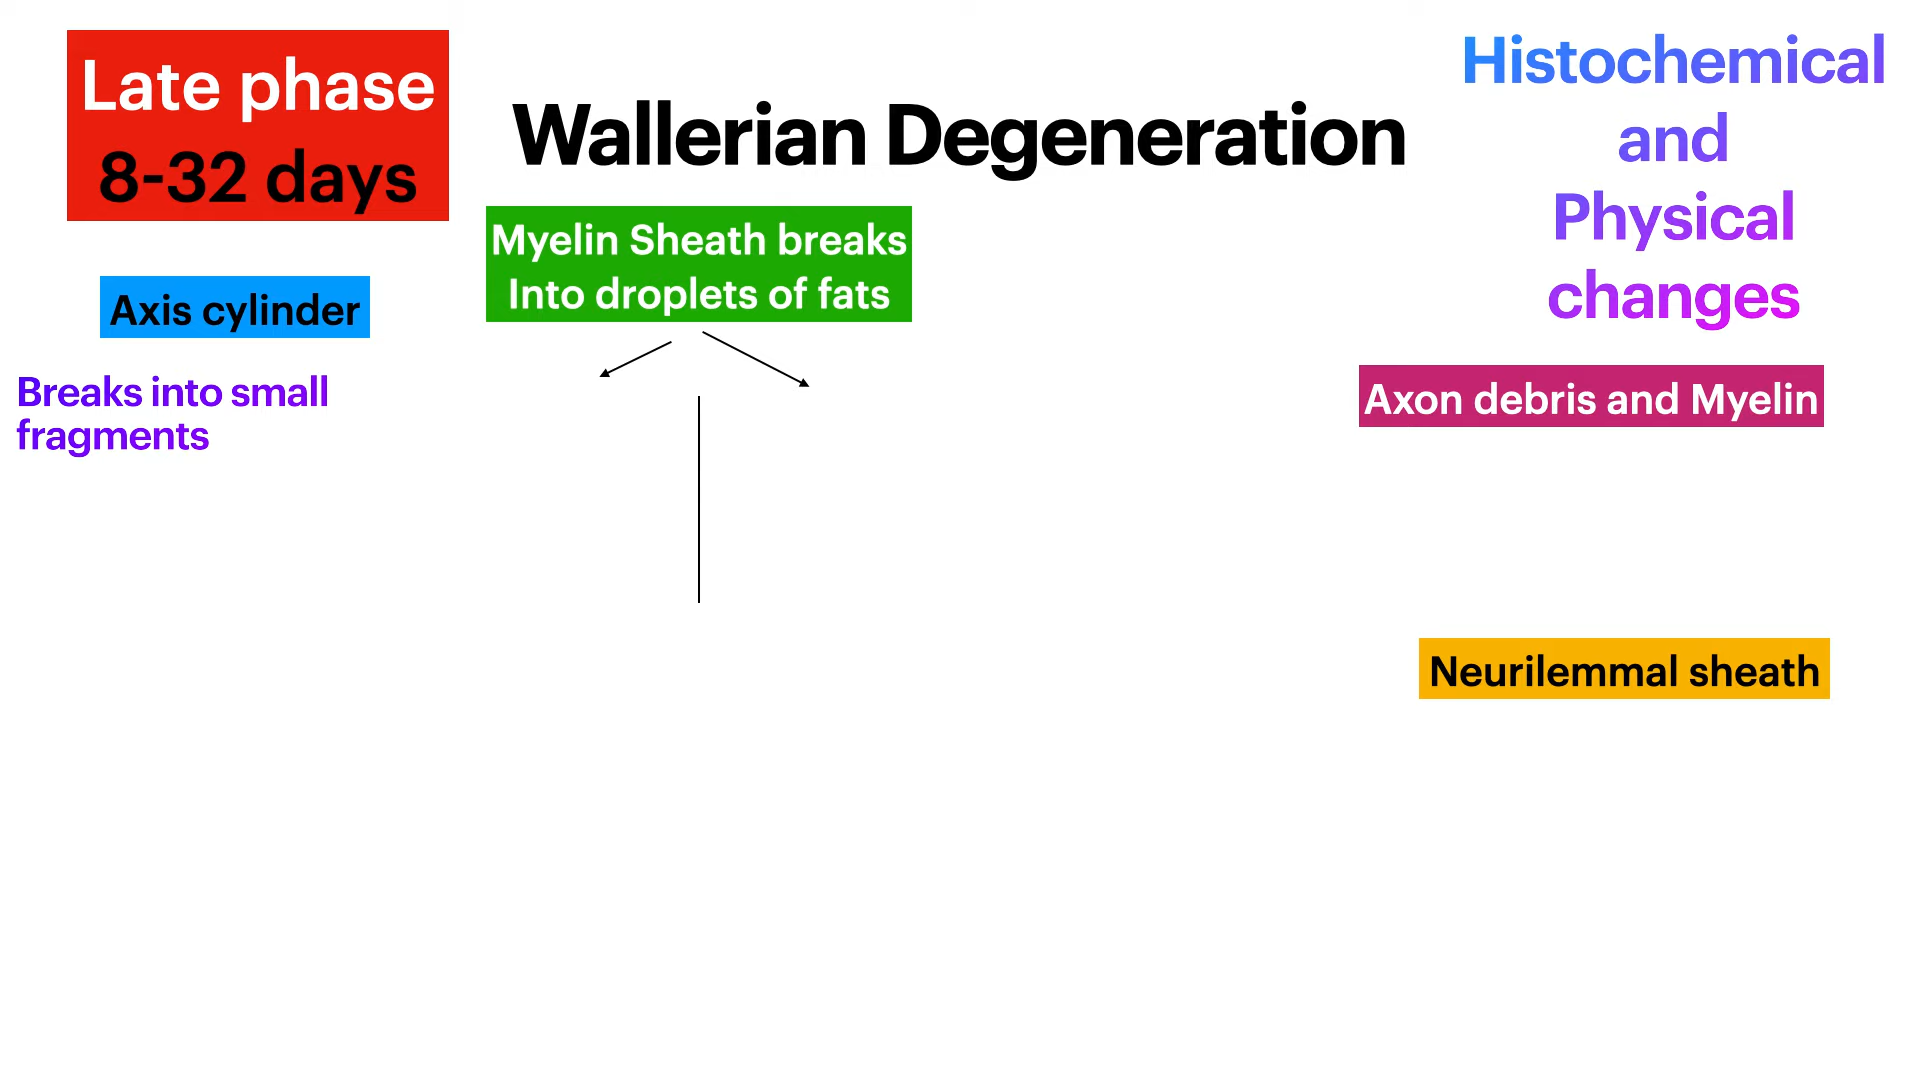 Late phase
8-32 days
Wallerian Degeneration
Histochemical
and
Physical
changes
Myelin Sheath breaks
Into droplets of fats
Axis cylinder
Breaks into small
fragments
Axon debris and Myelin
Neurilemmal sheath